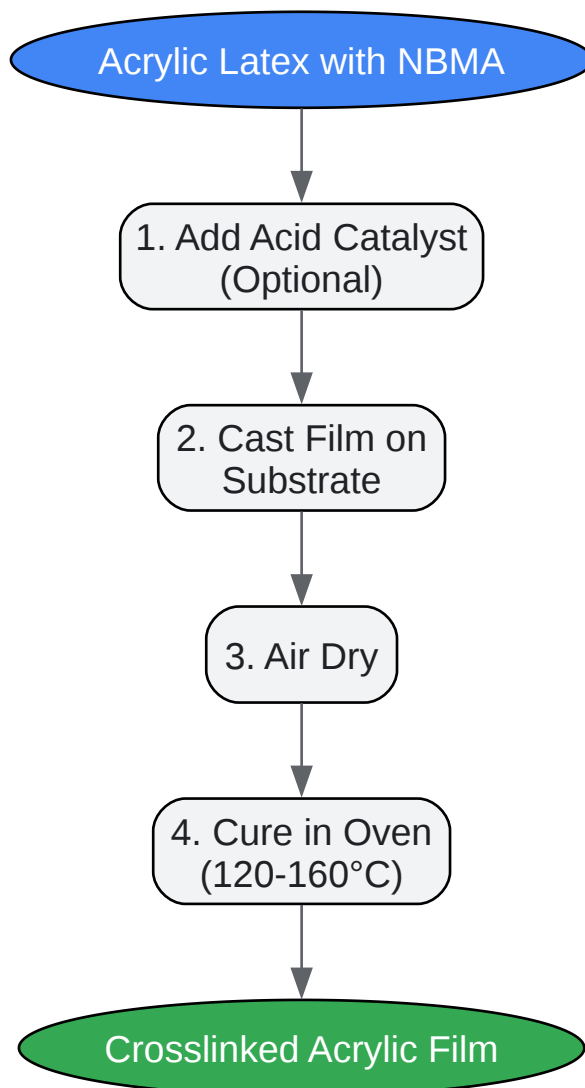 Acrylic Latex with NBMA
1. Add Acid Catalyst
(Optional)
2. Cast Film on
Substrate
3. Air Dry
4. Cure in Oven
(120-160°C)
Crosslinked Acrylic Film